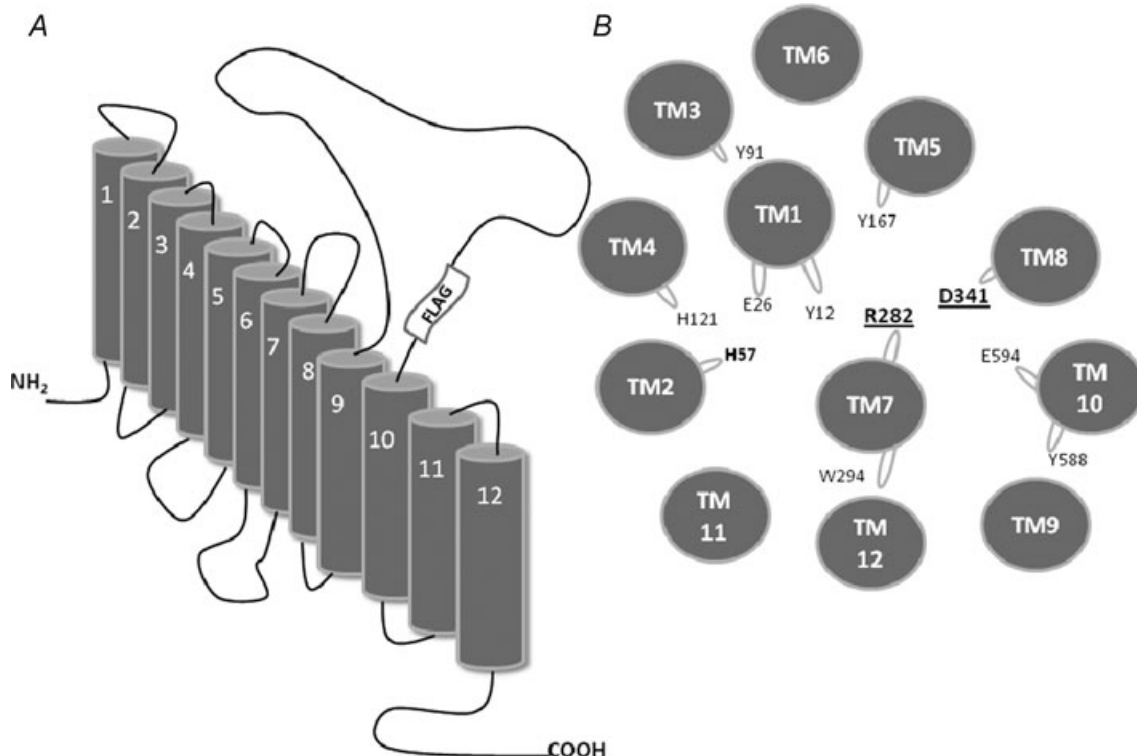 A
1
2
3
4
5
6
7
8
9
10
11
12
NH2
FLAG
COOH
B
TM6
TM3
Y91
TM5
TM1
Y167
TM4
TM8
H121
E26
Y12
D341
R282
H57
E594
TM2
TM7
TM
10
Y588
W294
TM
11
TM
12
TM9